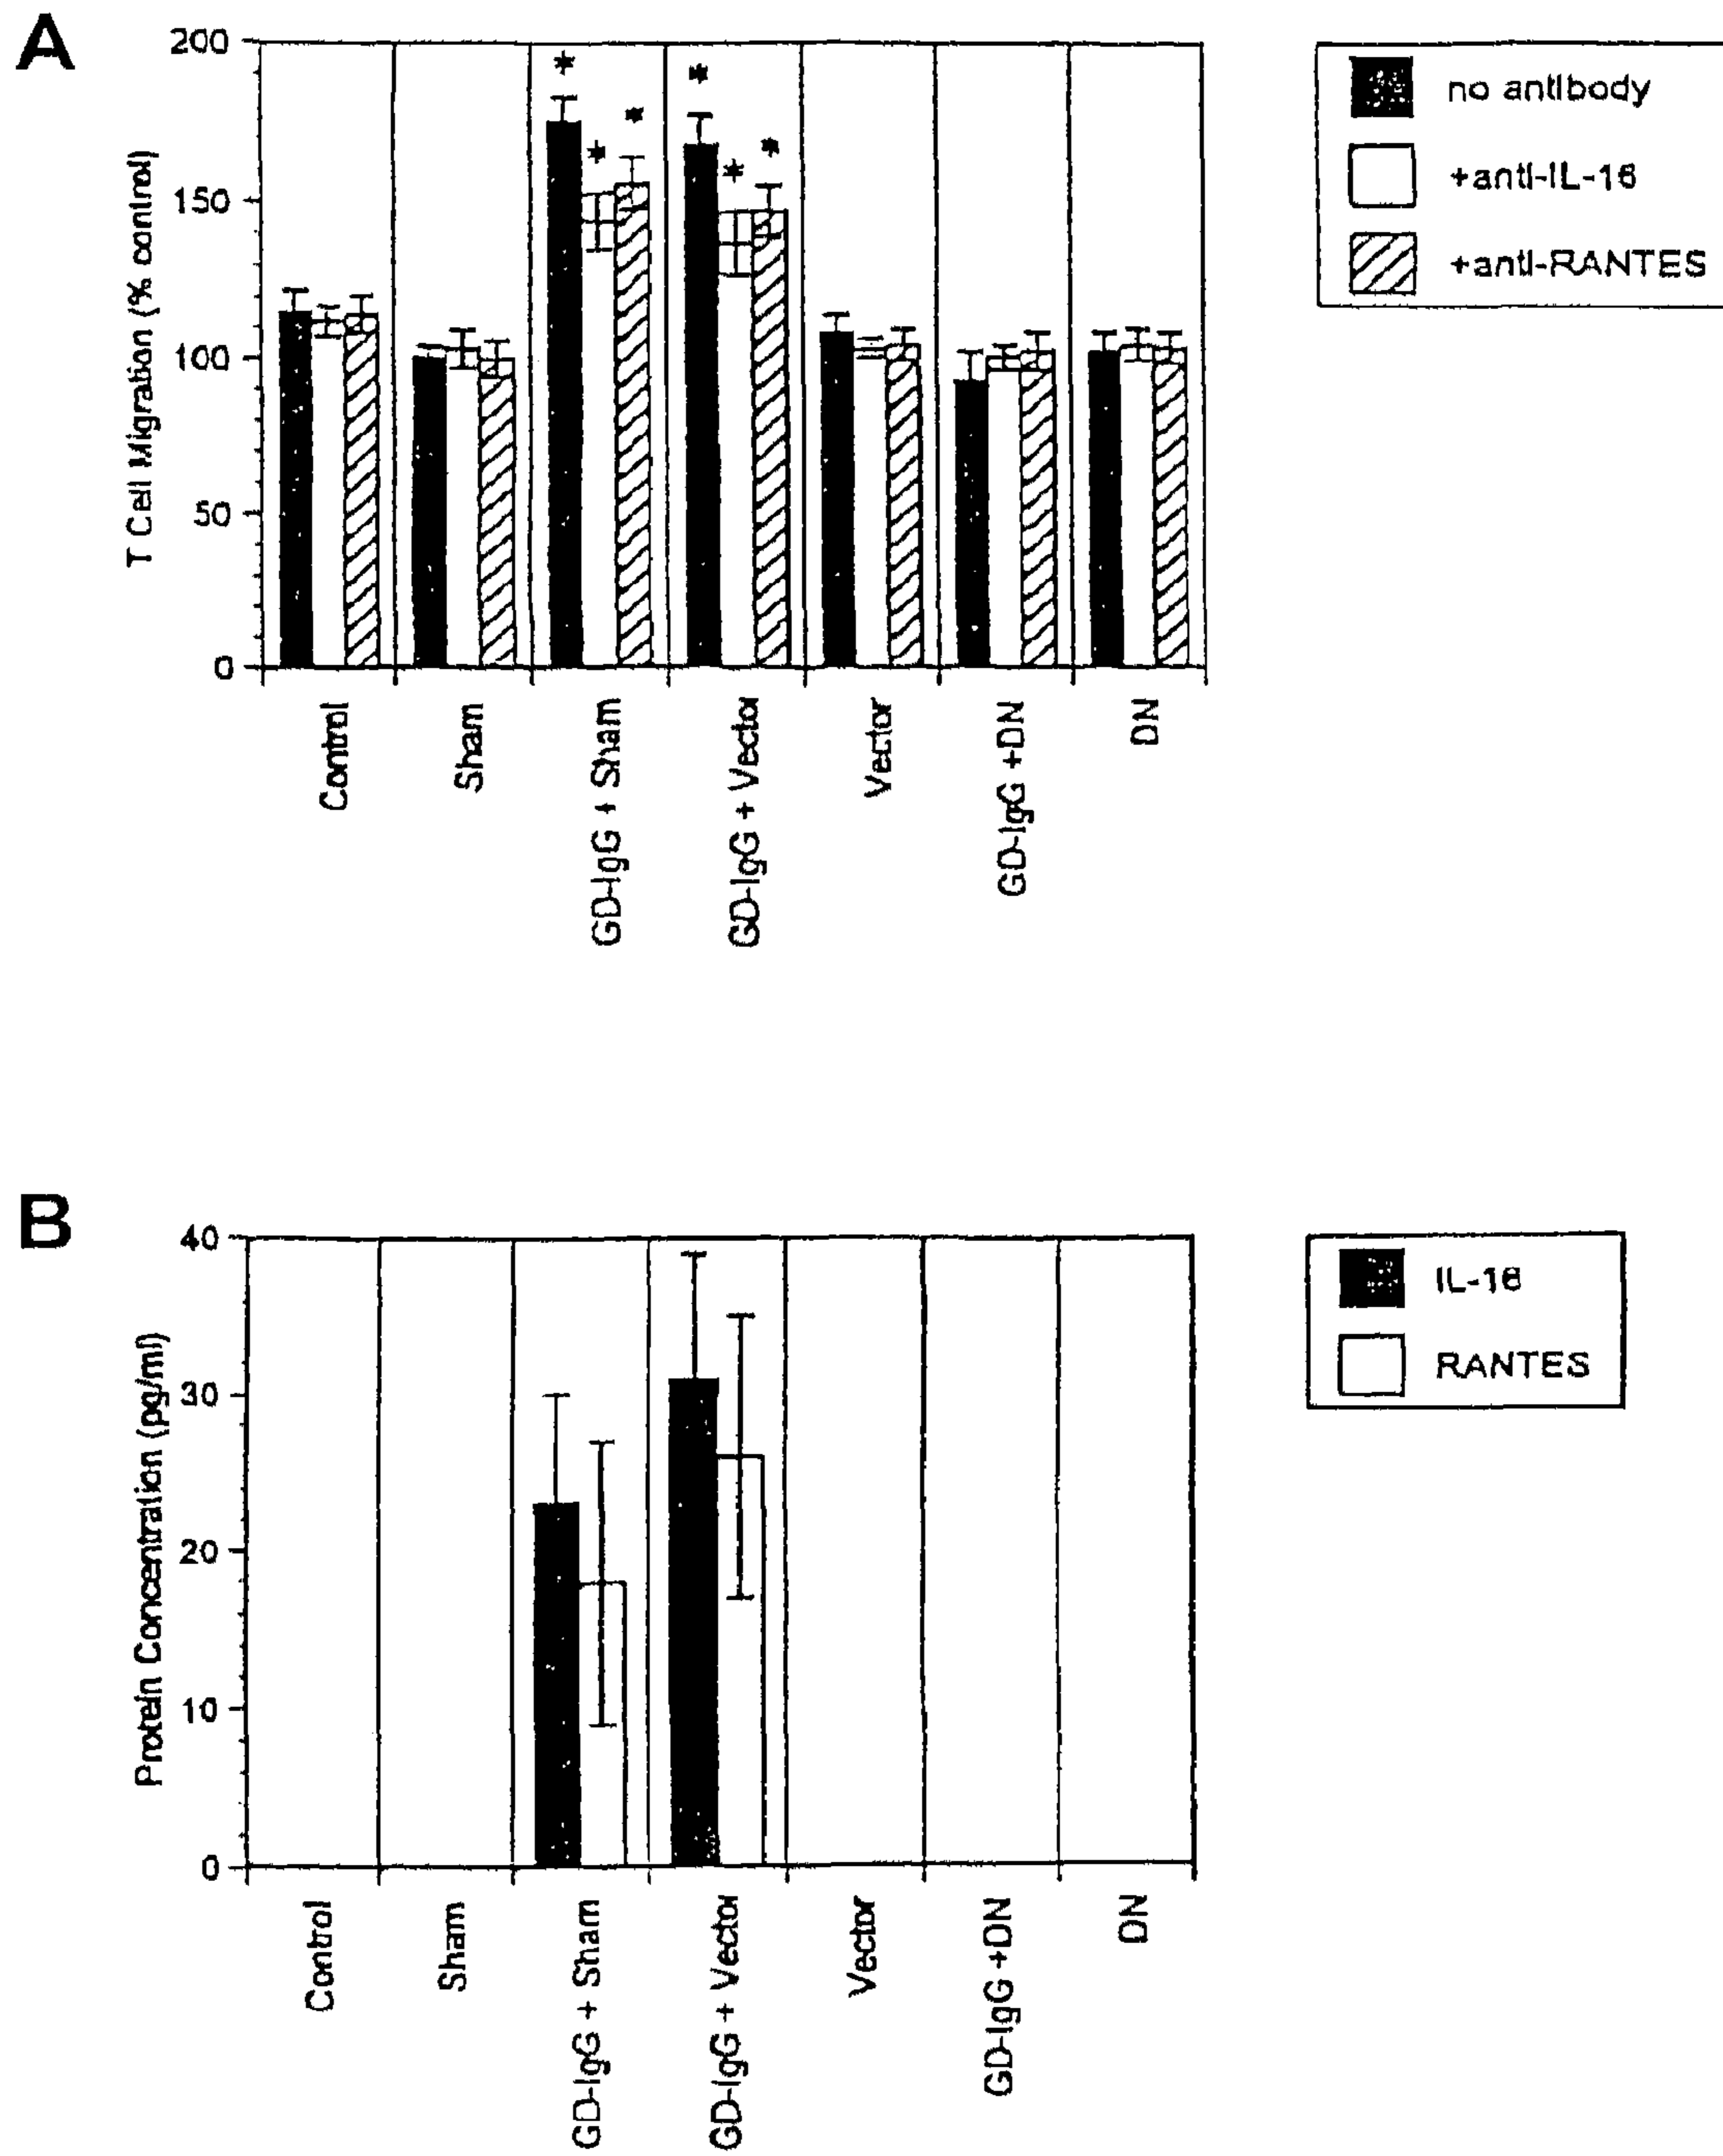 A
200
150
100
50
0
T Cell Migration (% control)
*
*
*
*
*
*
no antibody
+anti-IL-16
+anti-RANTES
Control
Sham
GD-IgG + Sham
GD-IgG + Vector
Vector
GD-IgG +DN
DN
B
40
30
20
10
0
Protein Concentration (pg/ml)
IL-16
RANTES
Control
Sham
GD-IgG + Sham
GD-IgG + Vector
Vector
GD-IgG +DN
DN